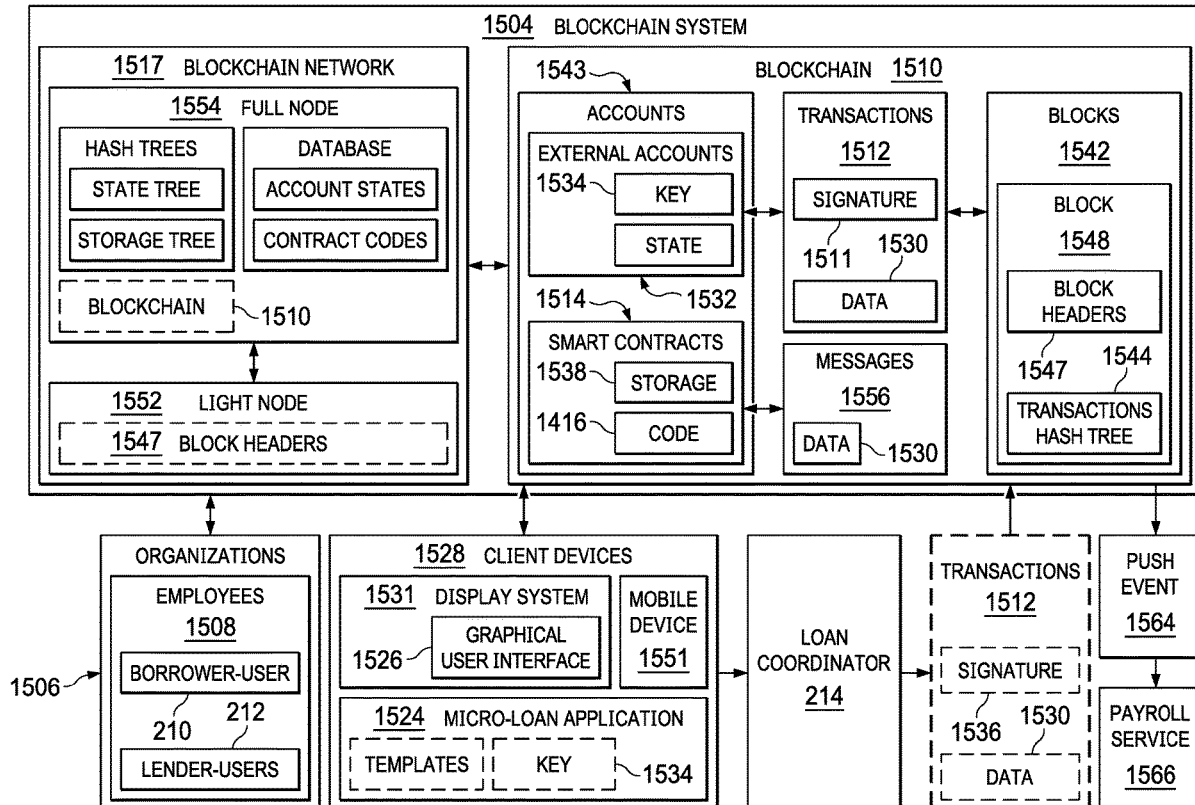 1504 BLOCKCHAIN SYSTEM
1517 BLOCKCHAIN NETWORK
1554 FULL NODE
HASH TREES
STATE TREE
STORAGE TREE
DATABASE
ACCOUNT STATES
CONTRACT CODES
BLOCKCHAIN
1510
1552 LIGHT NODE
1547 BLOCK HEADERS
BLOCKCHAIN 1510
1543
ACCOUNTS
EXTERNAL ACCOUNTS
1534
KEY
STATE
1532
1514
SMART CONTRACTS
1538
STORAGE
1416
CODE
TRANSACTIONS
1512
SIGNATURE
1511
1530
DATA
MESSAGES
1556
DATA
1530
BLOCKS
1542
BLOCK
1548
BLOCK
HEADERS
1547
1544
TRANSACTIONS
HASH TREE
1506
ORGANIZATIONS
EMPLOYEES
1508
BORROWER-USER
210
212
LENDER-USERS
1528 CLIENT DEVICES
1531 DISPLAY SYSTEM
1526
GRAPHICAL
USER INTERFACE
MOBILE
DEVICE
1551
1524 MICRO-LOAN APPLICATION
TEMPLATES
KEY
1534
LOAN
COORDINATOR
214
TRANSACTIONS
1512
SIGNATURE
1536
1530
DATA
PUSH
EVENT
1564
PAYROLL
SERVICE
1566